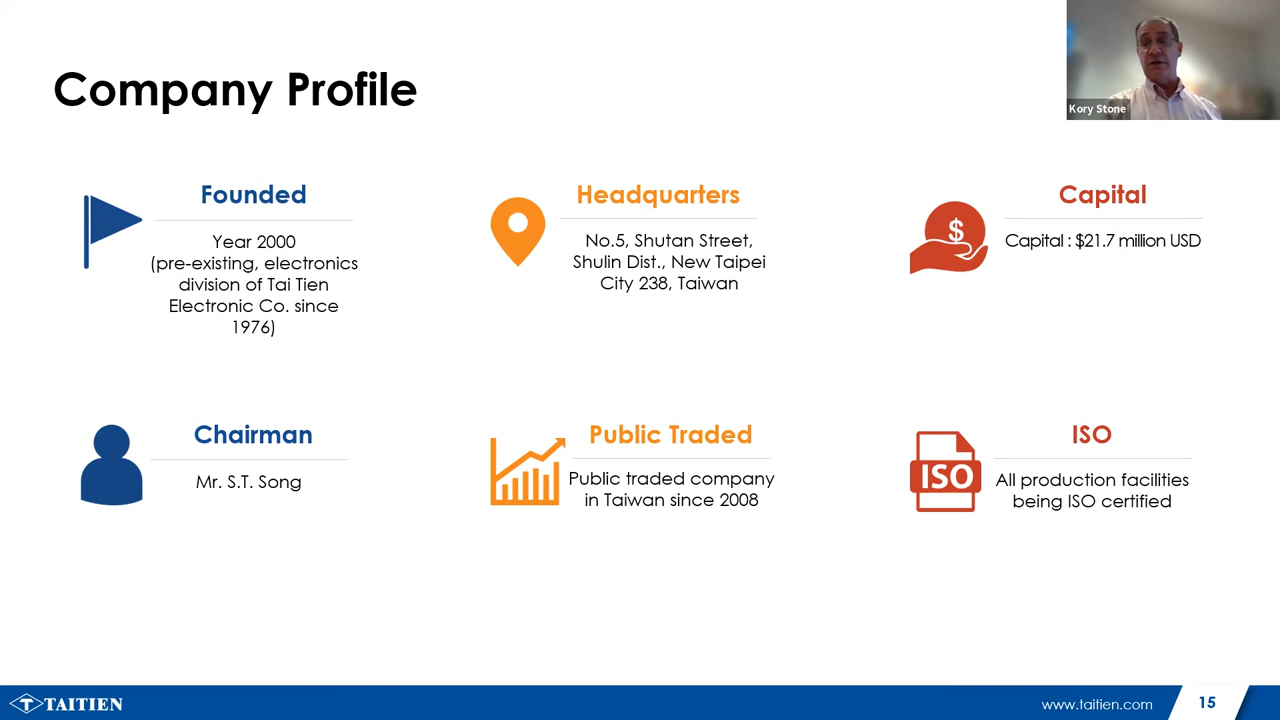 Company Profile
Kory Stone
Founded
Year 2000
(pre-existing, electronics
division of Tai Tien
Electronic Co. since
1976)
Headquarters
No.5, Shutan Street,
Shulin Dist., New Taipei
City 238, Taiwan
$
Capital
Capital : $21.7 million USD
Chairman
Mr. S.T. Song
Public Traded
Public traded company
in Taiwan since 2008
ISO
ISO
All production facilities
being ISO certified
T TAITIEN
www.taitien.com
15